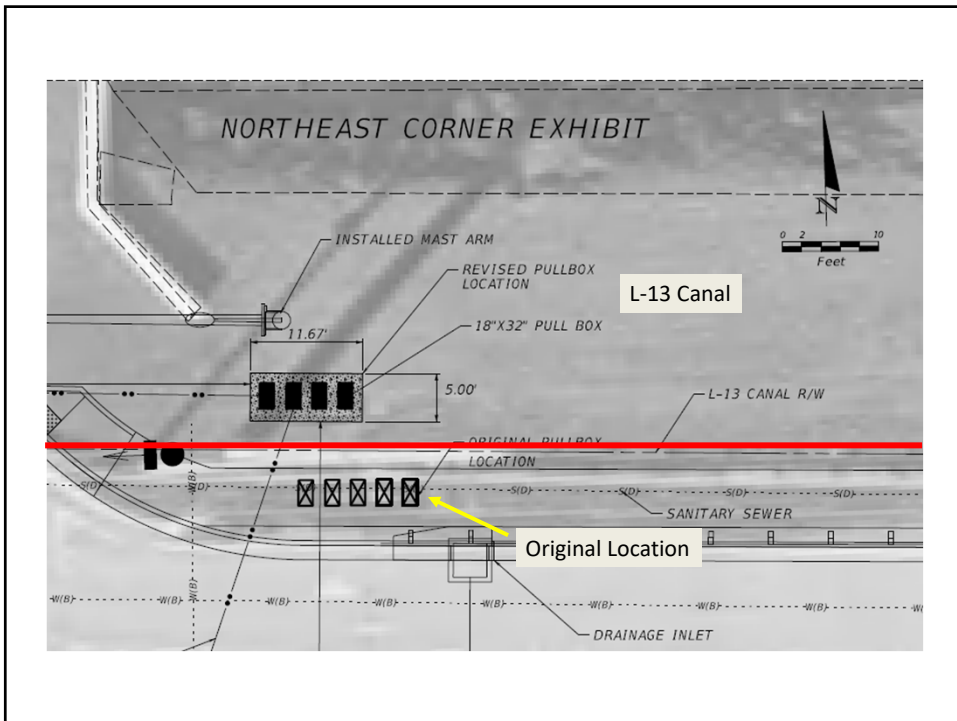 NORTHEAST CORNER EXHIBIT
N
0 2 10
Feet
INSTALLED MAST ARM
REVISED PULLBOX
LOCATION
L-13 Canal
18"X32" PULL BOX
11.67'
5.00'
L-13 CANAL R/W
ORIGINAL PULLBOX
LOCATION
S(D) W(B) S(D) S(D) S(D) S(D) S(D)
SANITARY SEWER
Original Location
W(B)
W(B) W(B) W(B) W(B) W(B) W(B) W(B)
DRAINAGE INLET